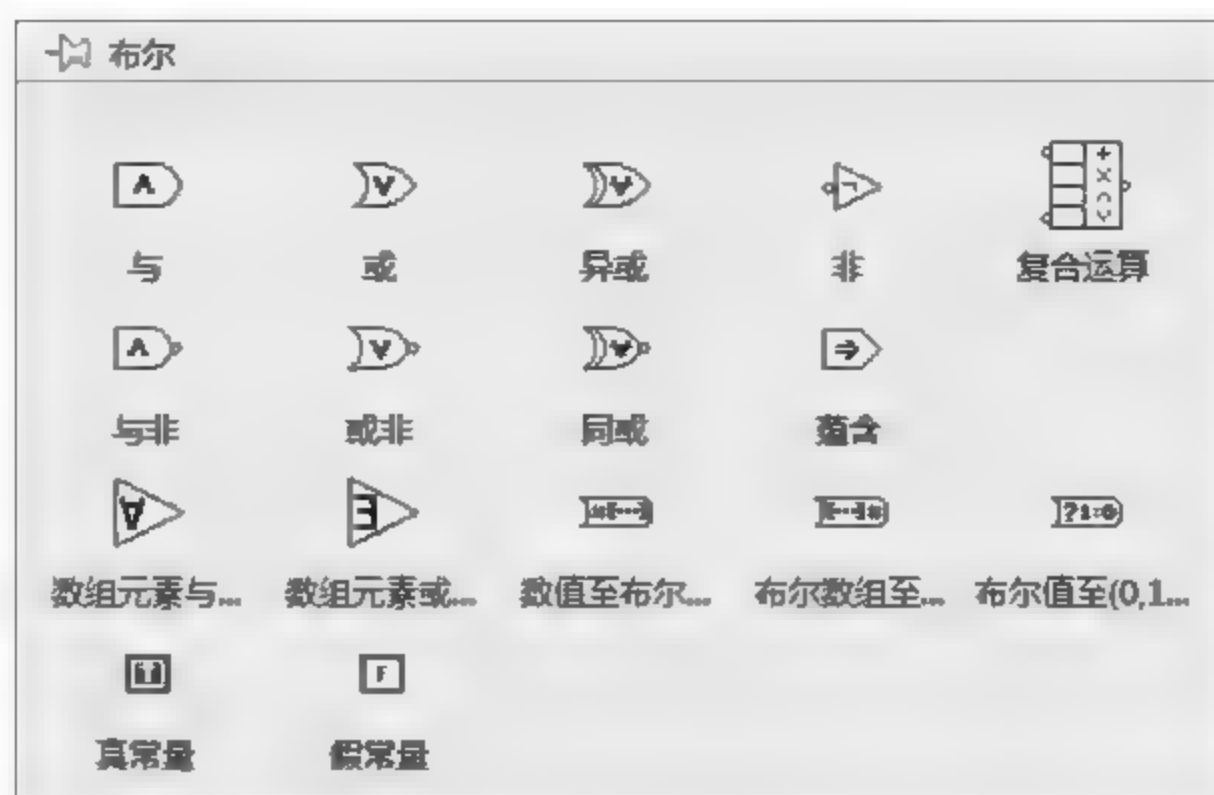 布尔
与 或 异或 非 复合运算
与非 或非 同或 蕴含
数组元素与... 数组元素或... 数值至布尔... 布尔数组至... 布尔值至(0,1...
T F
真常量 假常量